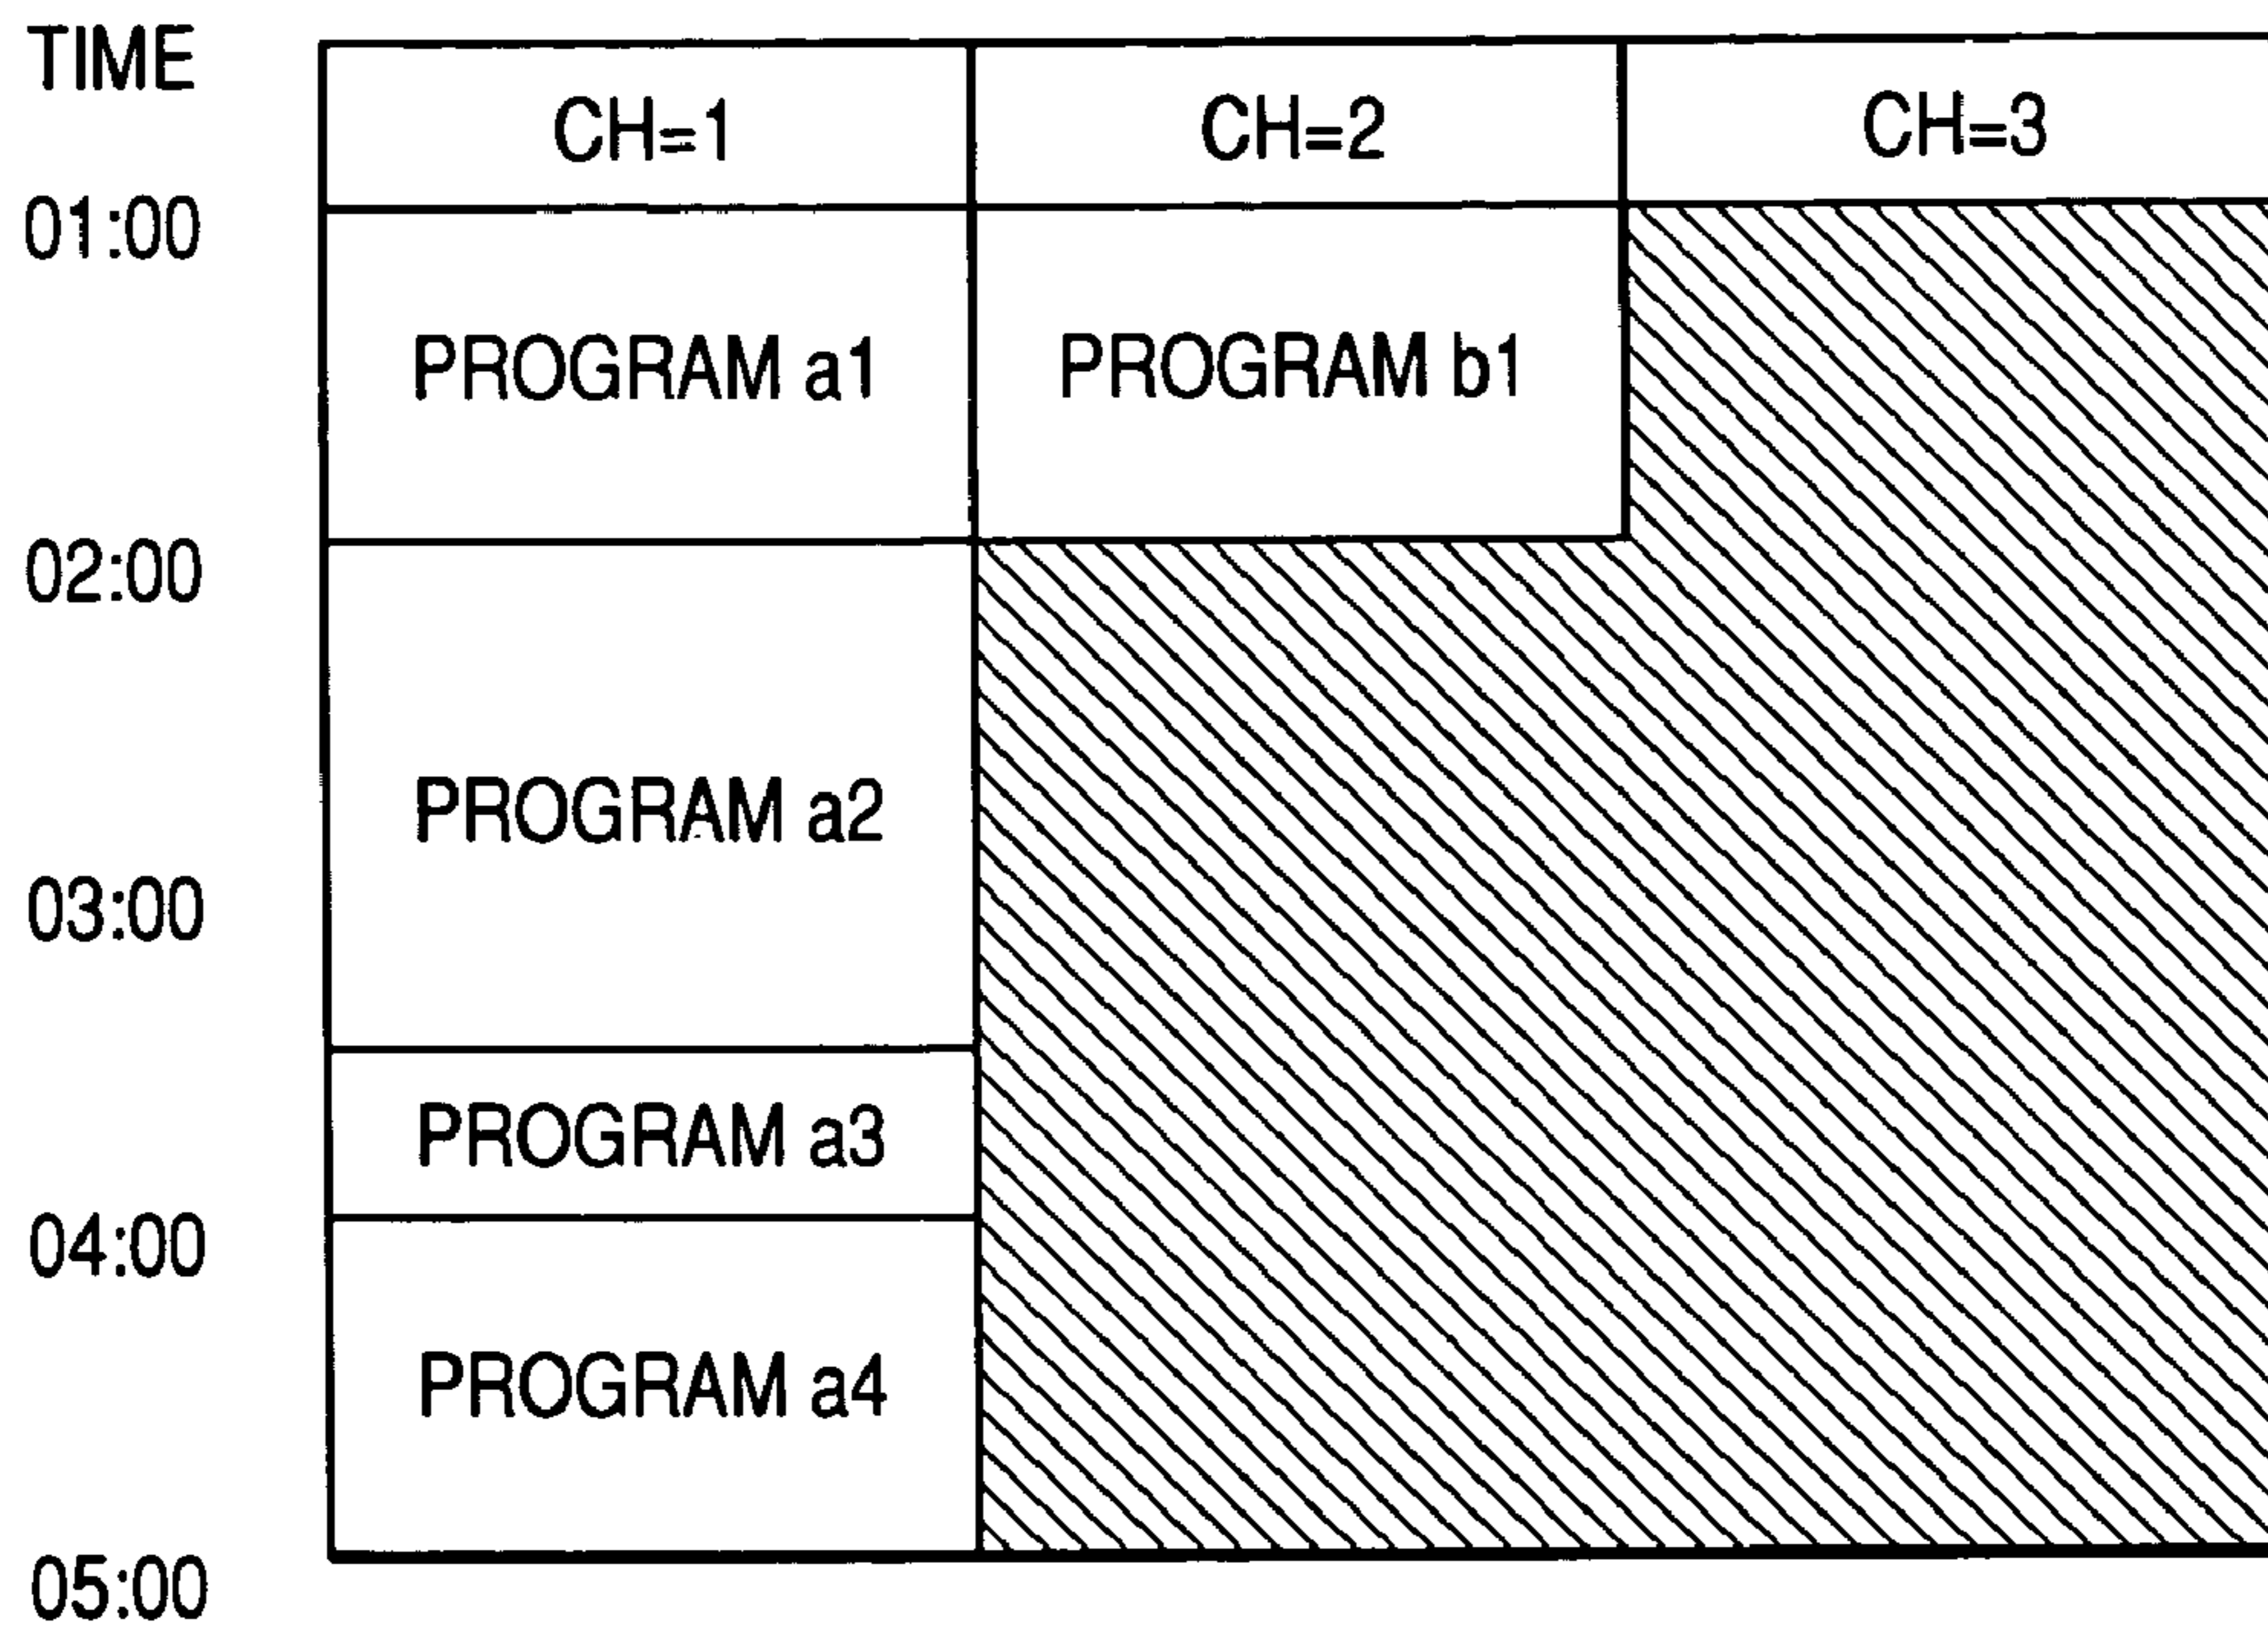 TIME
CH=1 CH=2 CH=3
01:00
PROGRAM a1 PROGRAM b1
02:00
PROGRAM a2
03:00
PROGRAM a3
04:00
PROGRAM a4
05:00